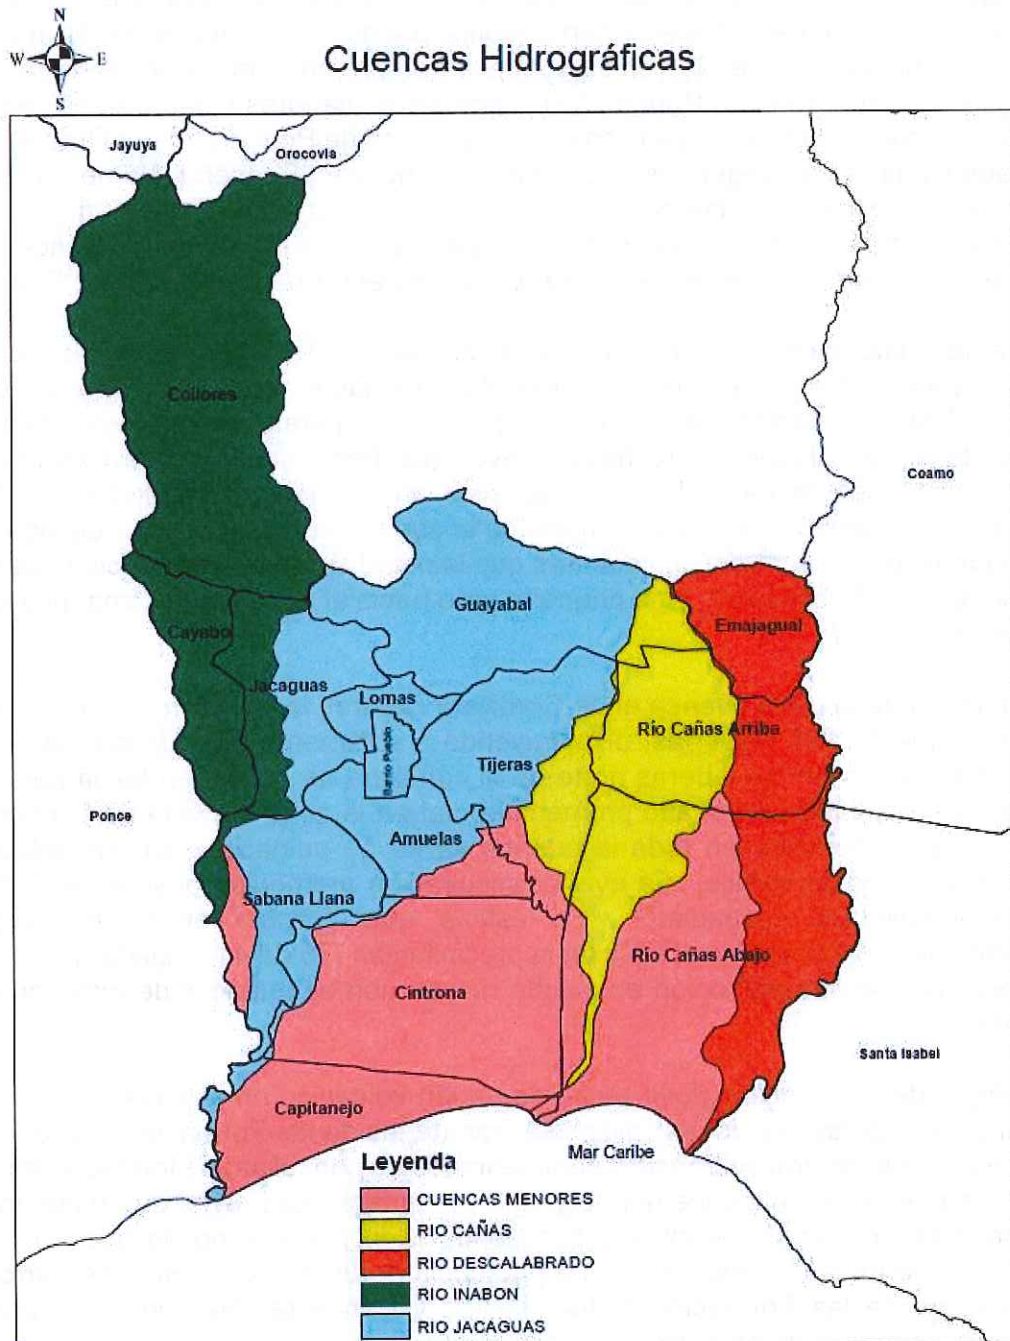 N
W E
S
Cuencas Hidrográficas
Jayuya
Orocovia
Collores
Coamo
Guayabal
Emajagual
Cayabo
Jacaguas
Lomas
Río Cañas Arriba
Barrio Pueblo
Tijeras
Ponce
Amuelas
Sabana Llana
Río Cañas Abajo
Cintrona
Santa Isabel
Capitanejo
Mar Caribe
Leyenda
CUENCAS MENORES
RIO CAÑAS
RIO DESCALABRADO
RIO INABON
RIO JACAGUAS